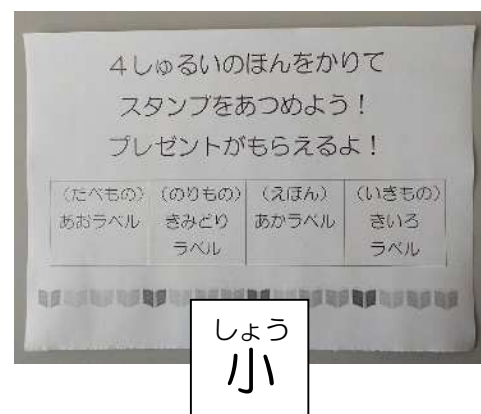 4しゅるいのほんをかりて
スタンプをあつめよう！
プレゼントがもらえるよ！
(たべもの) (のりもの) (えほん) (いきもの)
あおラベル きみどり あかラベル きいろ
ラベル ラベル
しょう
小